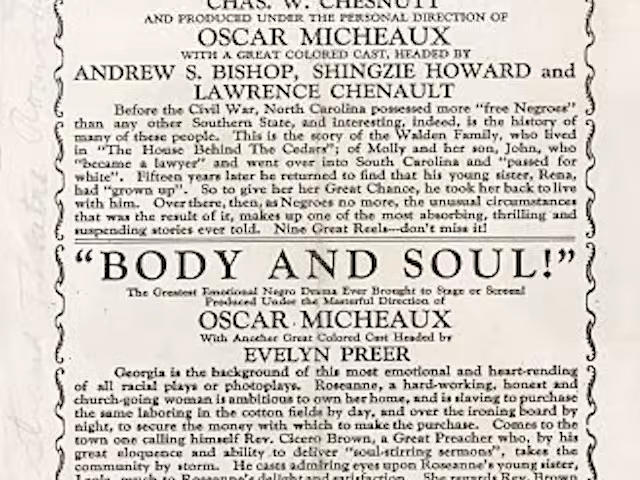 CHAS. W. CHESNUTT
AND PRODUCED UNDER THE PERSONAL DIRECTION OF
OSCAR MICHEAUX
WITH A GREAT COLORED CAST, HEADED BY
ANDREW S. BISHOP, SHINGZIE HOWARD and
LAWRENCE CHENAULT
Before the Civil War, North Carolina possessed more "free Negroes"
than any other Southern State, and interesting, indeed, is the history of
many of these people. This is the story of the Walden Family, who lived
in "The House Behind The Cedars"; of Molly and her son, John, who
"became a lawyer" and went over into South Carolina and "passed for
white". Fifteen years later he returned to find that his young sister, Rena,
had "grown up". So to give her her Great Chance, he took her back to live
with him. Over there, then, as Negroes no more, the unusual circumstances
that was the result of it, makes up one of the most absorbing, thrilling and
suspending stories ever told. Nine Great Reels---don't miss it!
"BODY AND SOUL!"
The Greatest Emotional Negro Drama Ever Brought to Stage or Screen!
Produced Under the Masterful Direction of
OSCAR MICHEAUX
With Another Great Colored Cast Headed by
EVELYN PREER
Georgia is the background of this most emotional and heart-rending
of all racial plays or photoplays. Roseanne, a hard-working, honest and
church-going woman is ambitious to own her home, and is slaving to purchase
the same laboring in the cotton fields by day, and over the ironing board by
night, to secure the money with which to make the purchase. Comes to the
town one calling himself Rev. Cicero Brown, a Great Preacher who, by his
great eloquence and ability to deliver "soul-stirring sermons", takes the
community by storm. He casts admiring eyes upon Roseanne's young sister,
much to Roseanne's delight and satisfaction. She regards Rev. Brown